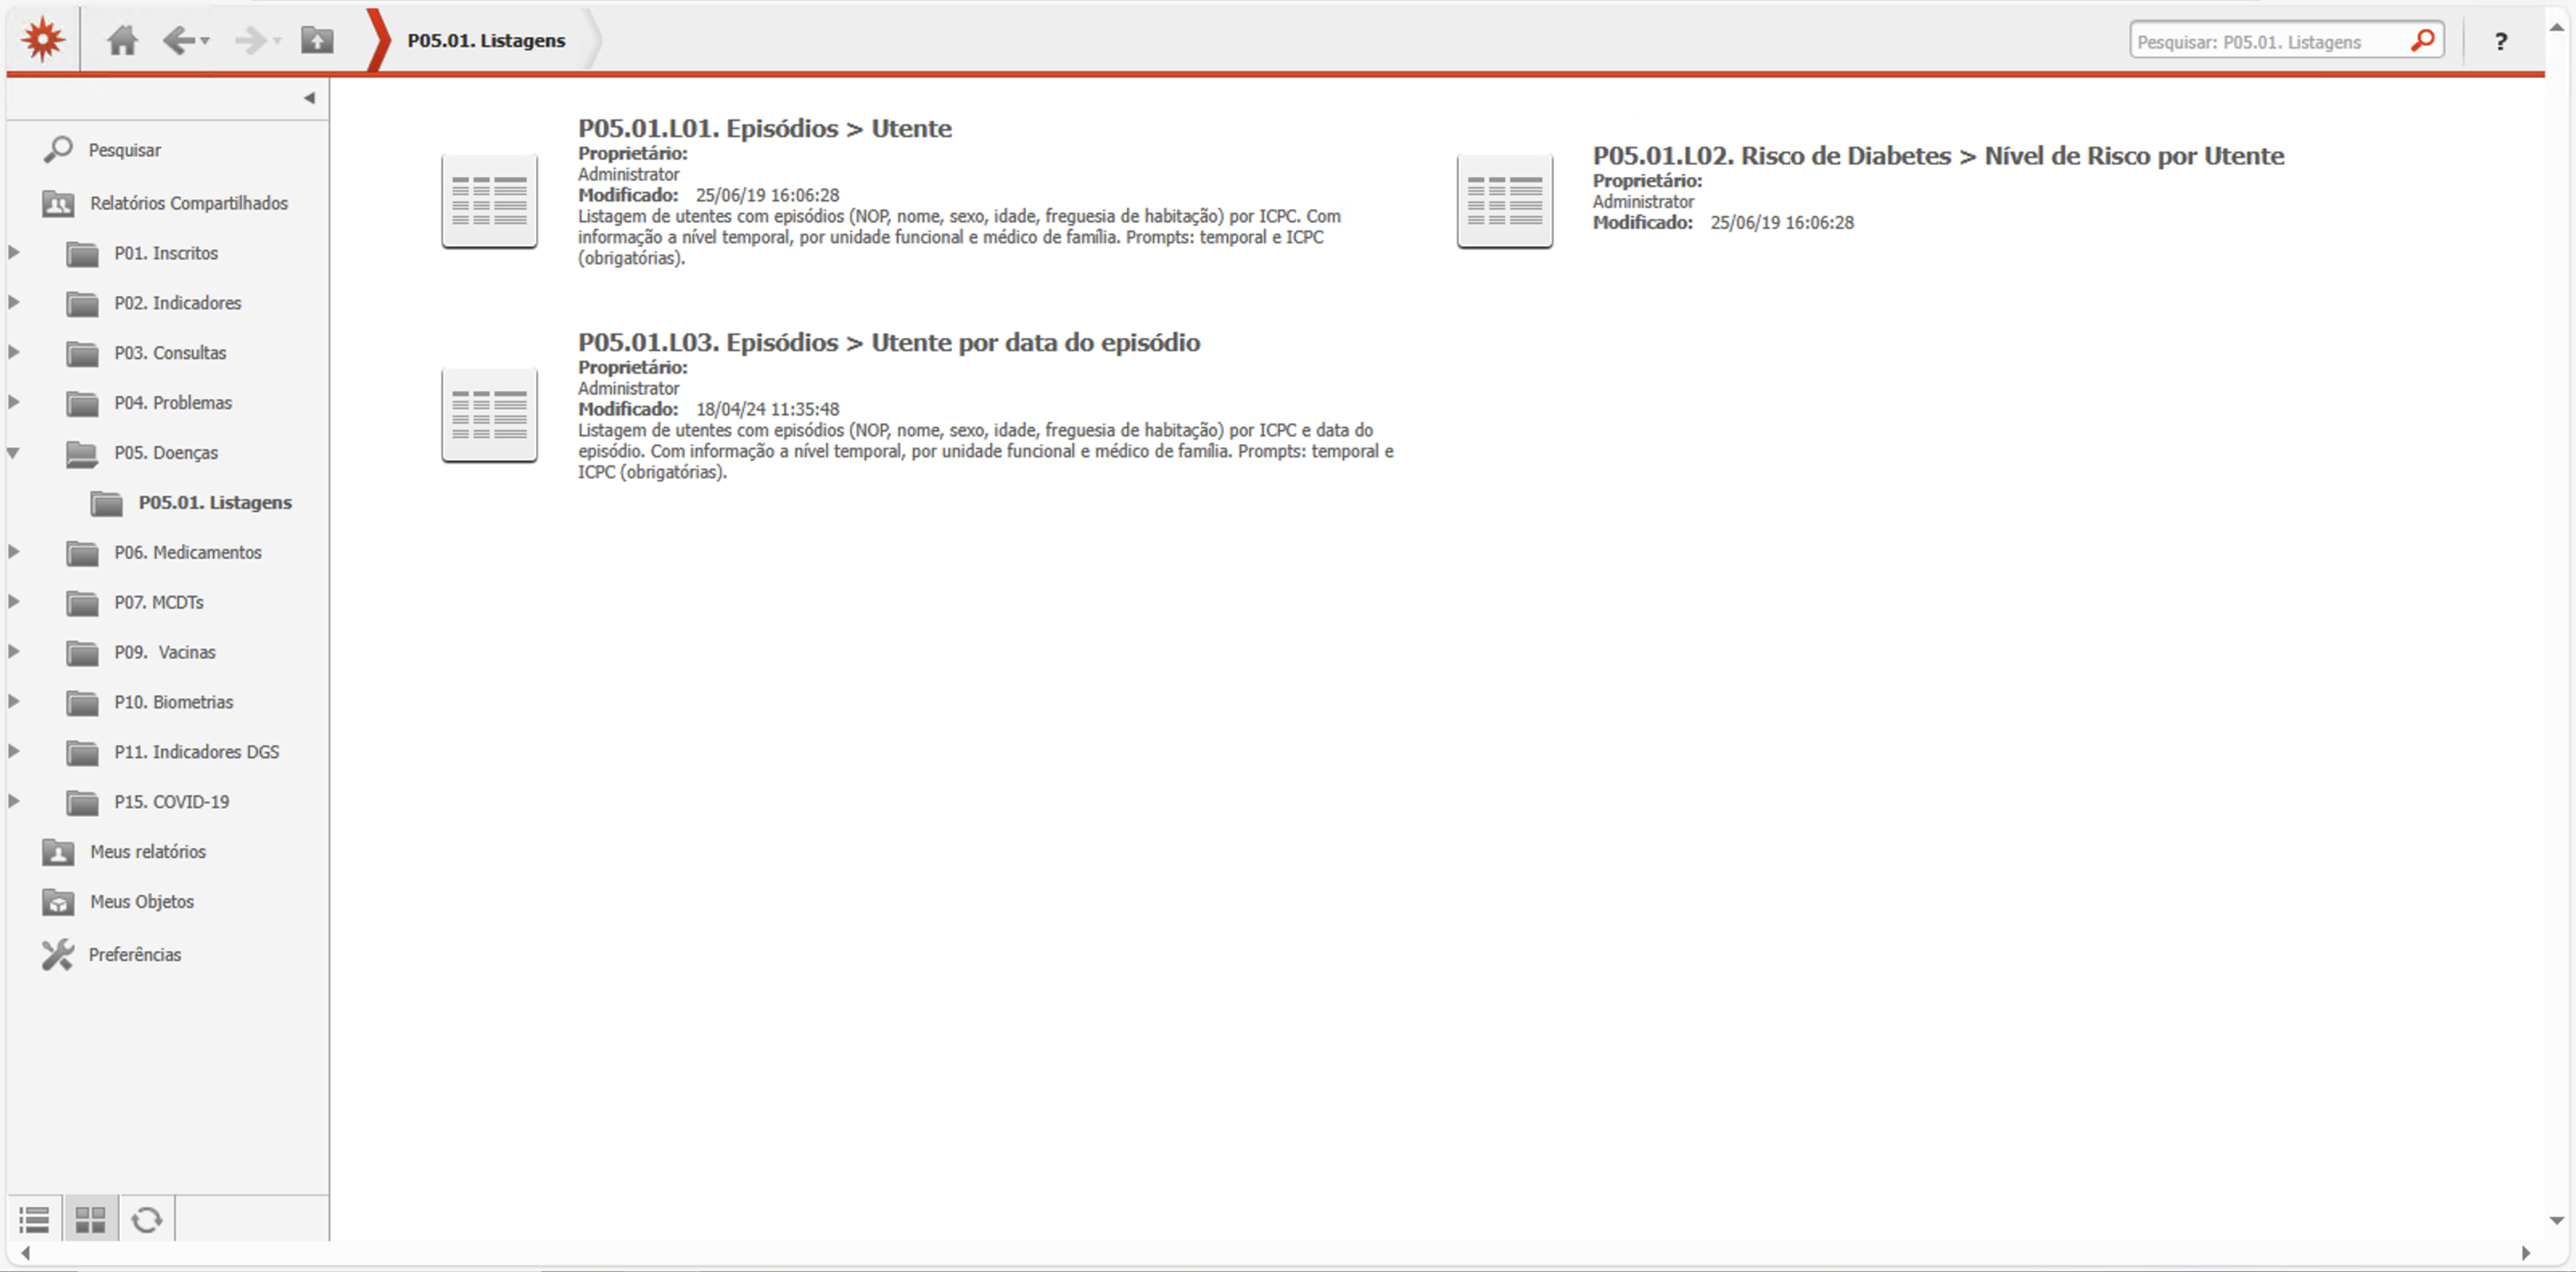 P05.01. Listagens
Pesquisar: P05.01. Listagens
?
Pesquisar
Relatórios Compartilhados
P01. Inscritos
P02. Indicadores
P03. Consultas
P04. Problemas
P05. Doenças
P05.01. Listagens
P06. Medicamentos
P07. MCDTs
P09.  Vacinas
P10. Biometrias
P11. Indicadores DGS
P15. COVID-19
Meus relatórios
Meus Objetos
Preferências
P05.01.L01. Episódios > Utente
Proprietário:
Administrator
Modificado: 25/06/19 16:06:28
Listagem de utentes com episódios (NOP, nome, sexo, idade, freguesia de habitação) por ICPC. Com
informação a nível temporal, por unidade funcional e médico de família. Prompts: temporal e ICPC
(obrigatórias).
P05.01.L02. Risco de Diabetes > Nível de Risco por Utente
Proprietário:
Administrator
Modificado: 25/06/19 16:06:28
P05.01.L03. Episódios > Utente por data do episódio
Proprietário:
Administrator
Modificado: 18/04/24 11:35:48
Listagem de utentes com episódios (NOP, nome, sexo, idade, freguesia de habitação) por ICPC e data do
episódio. Com informação a nível temporal, por unidade funcional e médico de família. Prompts: temporal e
ICPC (obrigatórias).